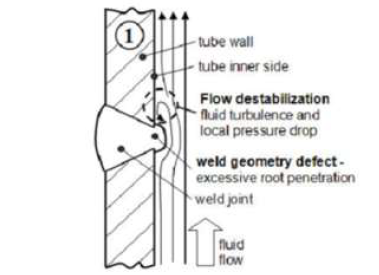 1
tube wall
tube inner side
Flow destabilization
fluid turbulence and
local pressure drop
weld geometry defect -
excessive root penetration
weld joint
fluid
flow